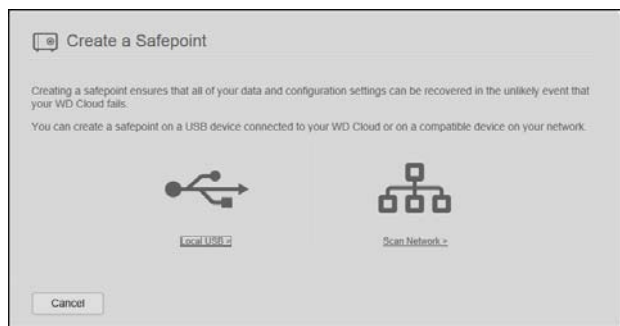 Create a Safepoint
Creating a safepoint ensures that all of your data and configuration settings can be recovered in the unlikely event that
your WD Cloud fails.
You can create a safepoint on a USB device connected to your WD Cloud or on a compatible device on your network.
Local USB >
Scan Network >
Cancel